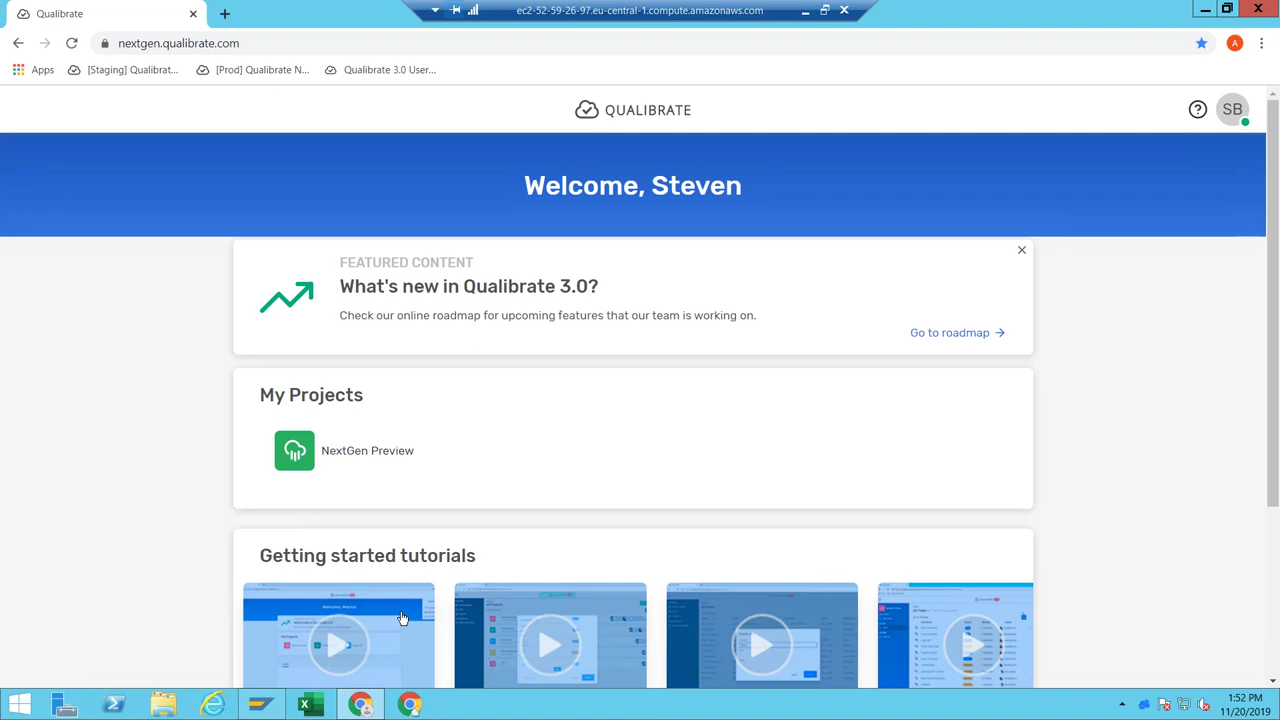 Qualibrate
ec2-52-59-26-97.eu-central-1.compute.amazonaws.com
nextgen.qualibrate.com
A
Apps
[Staging] Qualibrat...
[Prod] Qualibrate N...
Qualibrate 3.0 User...
QUALIBRATE
SB
Welcome, Steven
FEATURED CONTENT
What's new in Qualibrate 3.0?
Check our online roadmap for upcoming features that our team is working on.
Go to roadmap
My Projects
NextGen Preview
Getting started tutorials
1:52 PM
11/20/2019